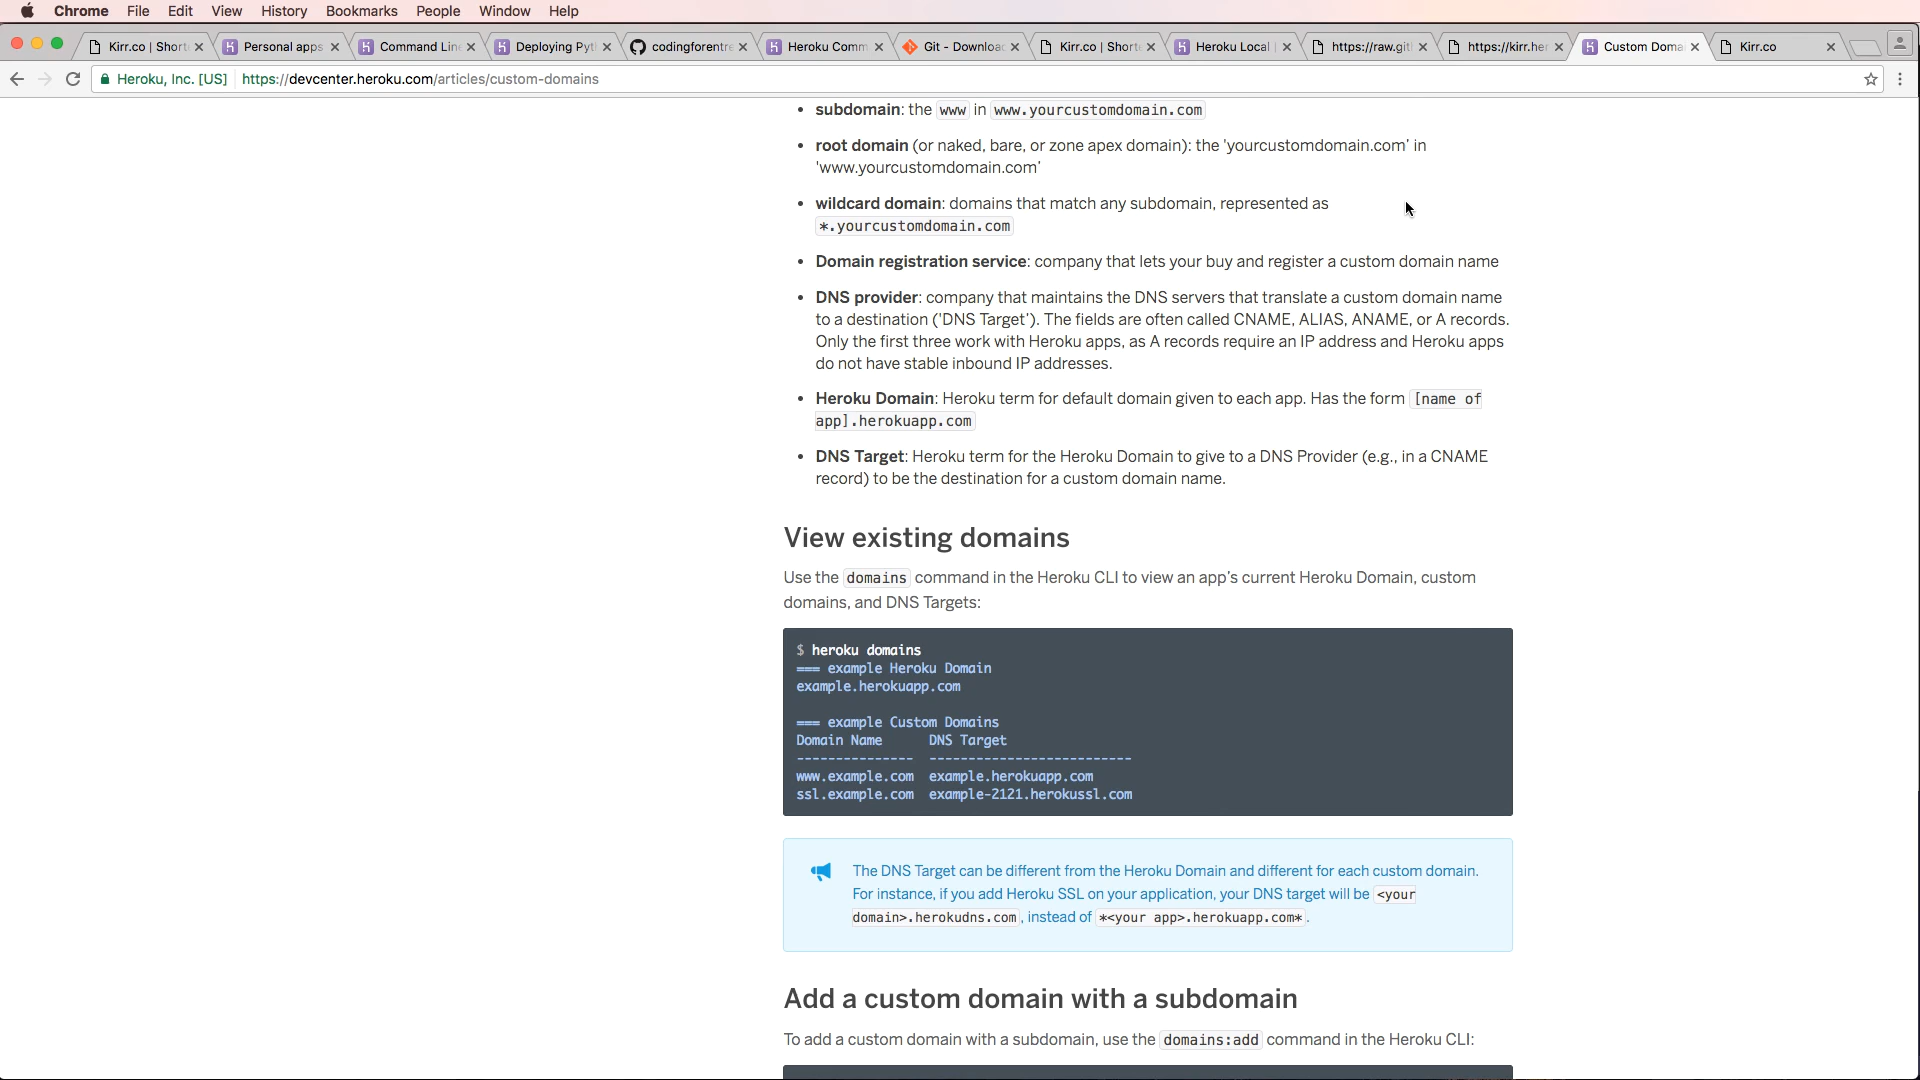 Chrome File Edit View History Bookmarks People Window Help
Kirr.co | Short Personal apps Command Lin Deploying Pyt codingforentre Heroku Comm Git - Downloa Kirr.co | Short Heroku Local https://raw.git https://kirr.her Custom Doma Kirr.co
Heroku, Inc. [US] https://devcenter.heroku.com/articles/custom-domains
• subdomain: the www in www.yourcustomdomain.com
• root domain (or naked, bare, or zone apex domain): the 'yourcustomdomain.com' in
'www.yourcustomdomain.com'
• wildcard domain: domains that match any subdomain, represented as
*.yourcustomdomain.com
• Domain registration service: company that lets your buy and register a custom domain name
• DNS provider: company that maintains the DNS servers that translate a custom domain name
to a destination ('DNS Target'). The fields are often called CNAME, ALIAS, ANAME, or A records.
Only the first three work with Heroku apps, as A records require an IP address and Heroku apps
do not have stable inbound IP addresses.
• Heroku Domain: Heroku term for default domain given to each app. Has the form [name of
app].herokuapp.com
• DNS Target: Heroku term for the Heroku Domain to give to a DNS Provider (e.g., in a CNAME
record) to be the destination for a custom domain name.
View existing domains
Use the domains command in the Heroku CLI to view an app's current Heroku Domain, custom
domains, and DNS Targets:
$ heroku domains
=== example Heroku Domain
example.herokuapp.com
=== example Custom Domains
Domain Name DNS Target
--------------- --------------------------
www.example.com example.herokuapp.com
ssl.example.com example-2121.herokussl.com
The DNS Target can be different from the Heroku Domain and different for each custom domain.
For instance, if you add Heroku SSL on your application, your DNS target will be <your
domain>.herokudns.com, instead of *<your app>.herokuapp.com*.
Add a custom domain with a subdomain
To add a custom domain with a subdomain, use the domains:add command in the Heroku CLI: